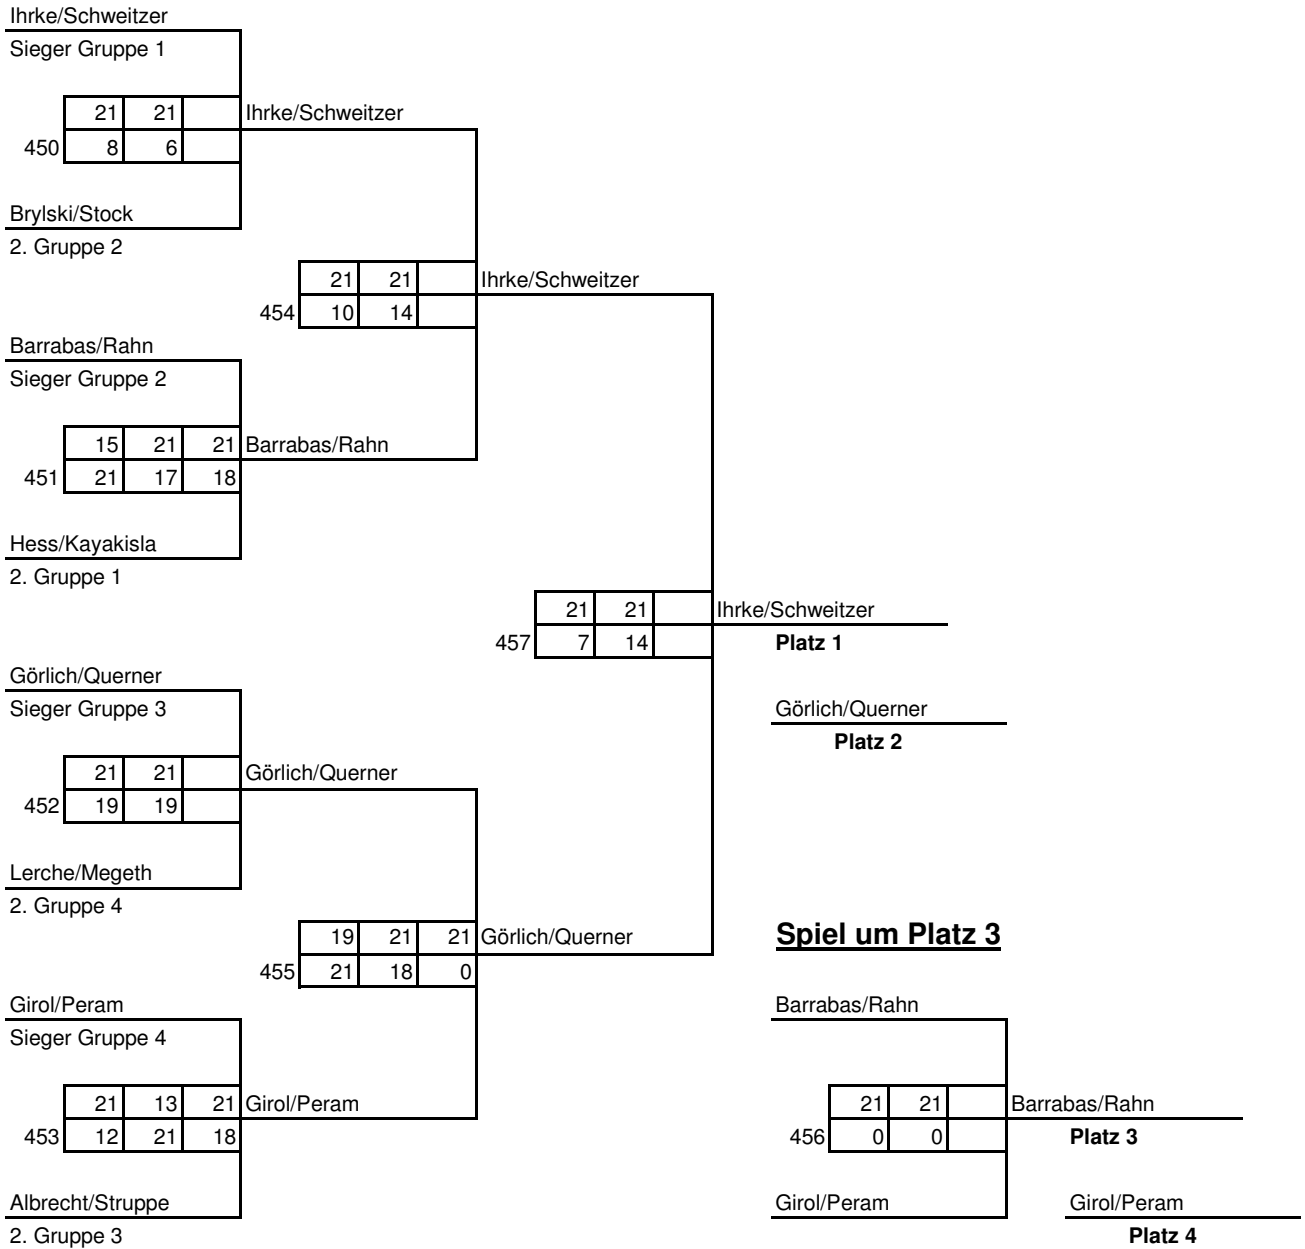 Ihrke/Schweitzer
Sieger Gruppe 1
21 21 Ihrke/Schweitzer
450 8 6
Brylski/Stock
2. Gruppe 2
21 21 Ihrke/Schweitzer
454 10 14
Barrabas/Rahn
Sieger Gruppe 2
15 21 21 Barrabas/Rahn
451 21 17 18
Hess/Kayakisla
2. Gruppe 1
21 21 Ihrke/Schweitzer
457 7 14 Platz 1
Görlich/Querner
Sieger Gruppe 3 Görlich/Querner
Platz 2
21 21 Görlich/Querner
452 19 19
Lerche/Megeth
2. Gruppe 4
19 21 21 Görlich/Querner Spiel um Platz 3
455 21 18 0
Girol/Peram Barrabas/Rahn
Sieger Gruppe 4
21 13 21 Girol/Peram 21 21 Barrabas/Rahn
453 12 21 18 456 0 0 Platz 3
Albrecht/Struppe Girol/Peram Girol/Peram
2. Gruppe 3 Platz 4